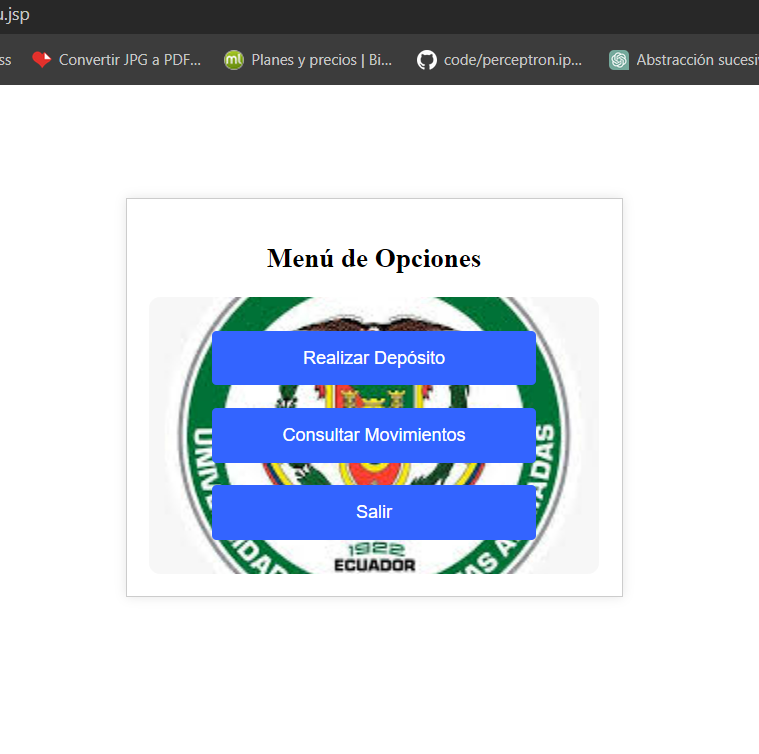 u.jsp
ss Convertir JPG a PDF... Planes y precios | Bi... code/perceptron.ip... Abstracción sucesi
Menú de Opciones
Realizar Depósito
Consultar Movimientos
Salir
1922
ECUADOR